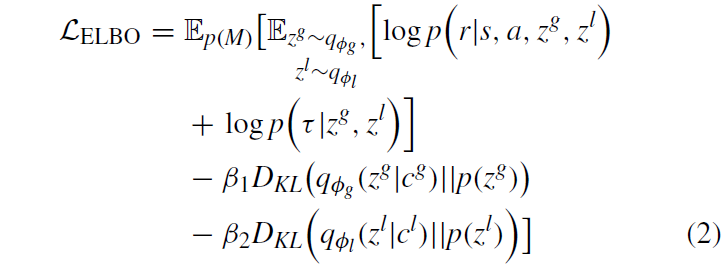 ℒ_ELBO = 𝔼_{p(M)}[𝔼_{z^g∼q_{ϕ_g}, z^l∼q_{ϕ_l}}[log p(r|s, a, z^g, z^l)
+ log p(τ|z^g, z^l)]
− β_1 D_{KL}(q_{ϕ_g}(z^g|c^g)||p(z^g))
− β_2 D_{KL}(q_{ϕ_l}(z^l|c^l)||p(z^l))] (2)